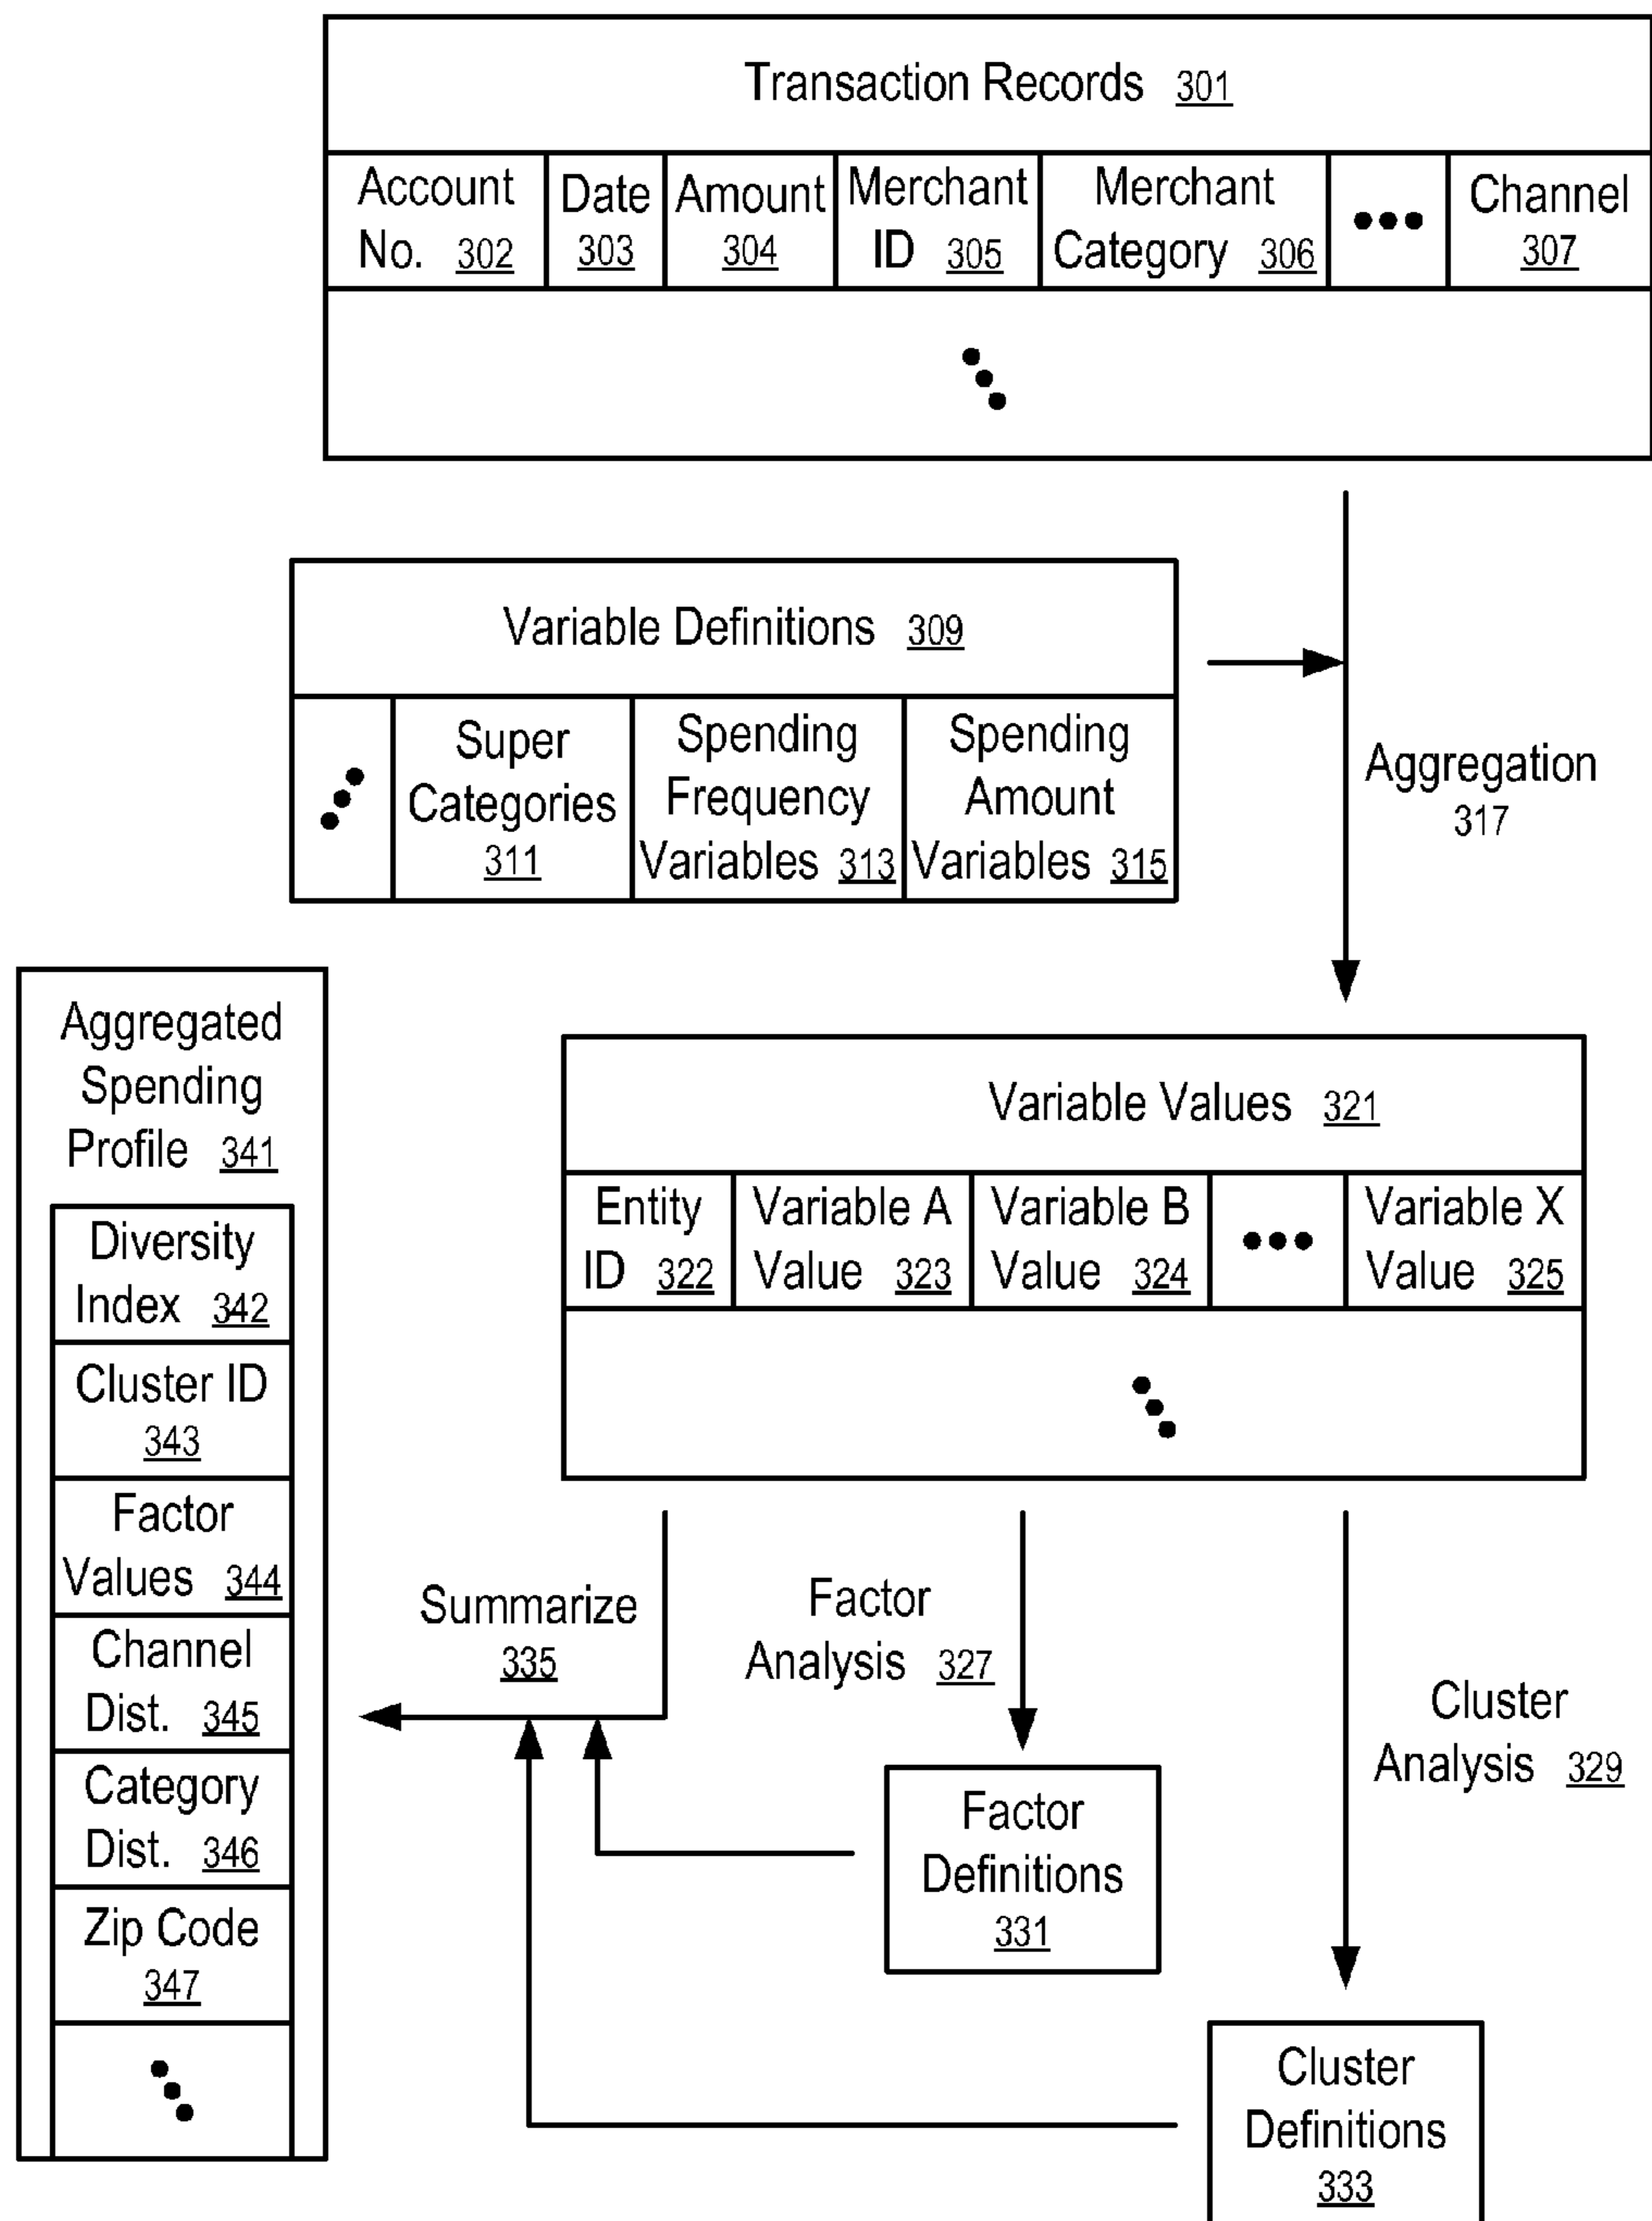 Transaction Records 301
Account
No. 302
Date
303
Amount
304
Merchant
ID 305
Merchant
Category 306
•••
Channel
307
Variable Definitions 309
Super
Categories
311
Spending
Frequency
Variables 313
Spending
Amount
Variables 315
Aggregation
317
Aggregated
Spending
Profile 341
Diversity
Index 342
Cluster ID
343
Factor
Values 344
Channel
Dist. 345
Category
Dist. 346
Zip Code
347
Variable Values 321
Entity
ID 322
Variable A
Value 323
Variable B
Value 324
•••
Variable X
Value 325
Summarize
335
Factor
Analysis 327
Cluster
Analysis 329
Factor
Definitions
331
Cluster
Definitions
333